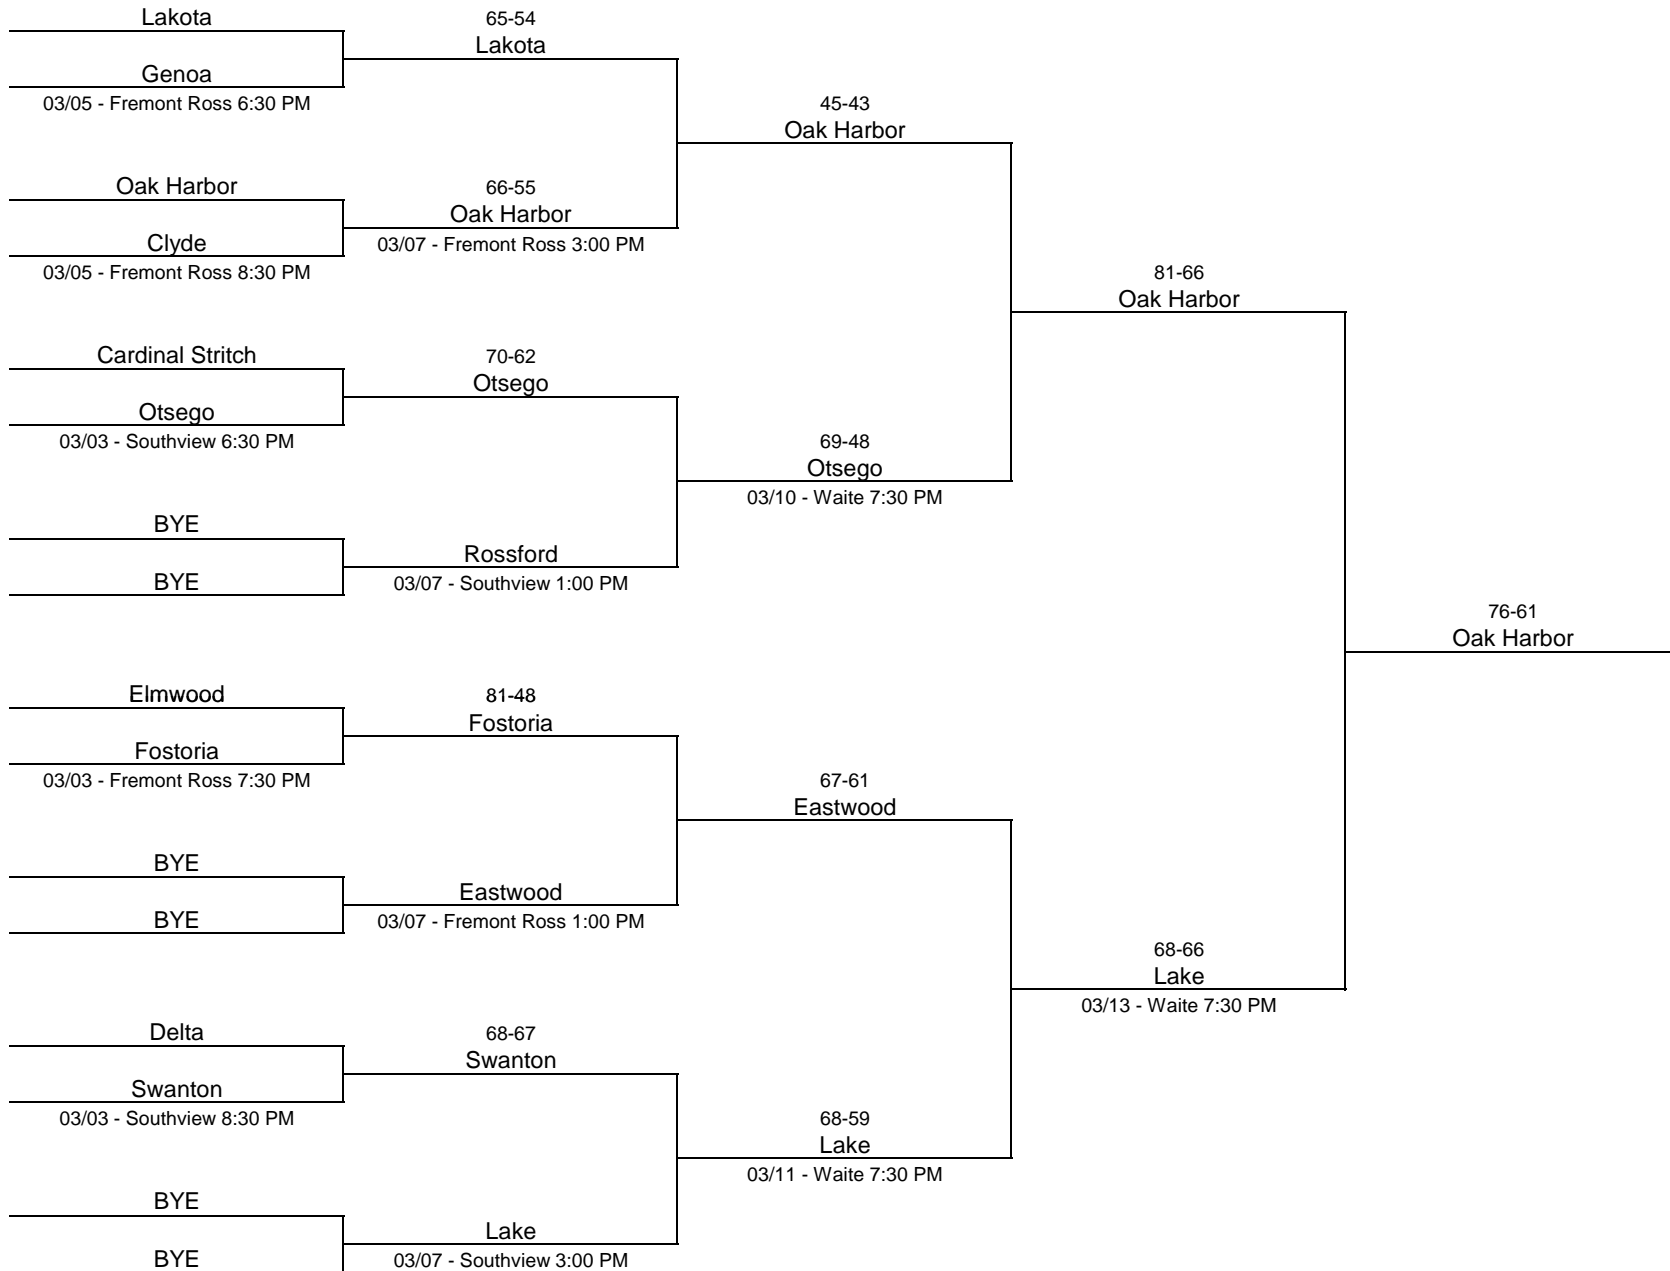 Lakota
Genoa
03/05 - Fremont Ross 6:30 PM
Oak Harbor
Clyde
03/05 - Fremont Ross 8:30 PM
Cardinal Stritch
Otsego
03/03 - Southview 6:30 PM
BYE
BYE
Elmwood
Fostoria
03/03 - Fremont Ross 7:30 PM
BYE
BYE
Delta
Swanton
03/03 - Southview 8:30 PM
BYE
BYE
65-54
Lakota
66-55
Oak Harbor
03/07 - Fremont Ross 3:00 PM
70-62
Otsego
Rossford
03/07 - Southview 1:00 PM
81-48
Fostoria
Eastwood
03/07 - Fremont Ross 1:00 PM
68-67
Swanton
Lake
03/07 - Southview 3:00 PM
45-43
Oak Harbor
69-48
Otsego
03/10 - Waite 7:30 PM
67-61
Eastwood
68-59
Lake
03/11 - Waite 7:30 PM
81-66
Oak Harbor
68-66
Lake
03/13 - Waite 7:30 PM
76-61
Oak Harbor